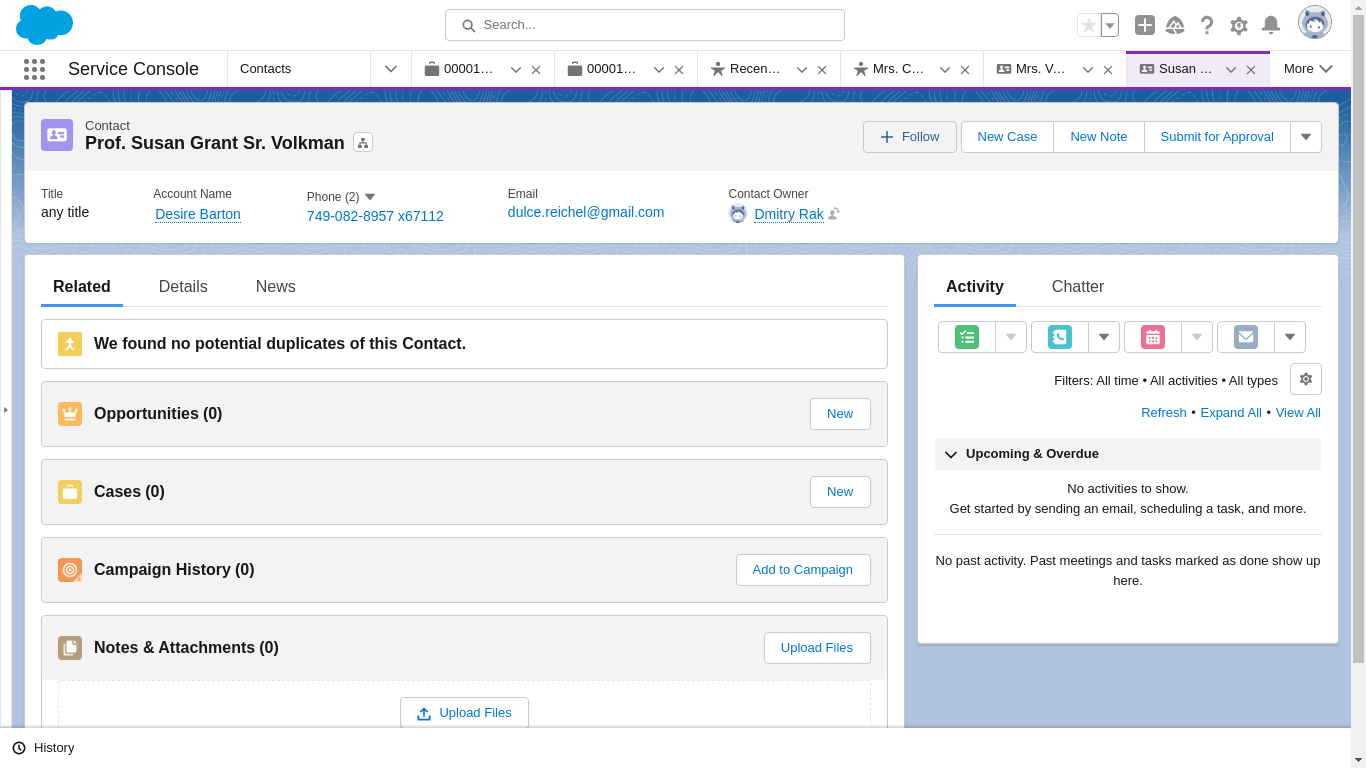 Search...
Service Console
Contacts
00001...
00001...
Recen...
Mrs. C...
Mrs. V...
Susan ...
More
Contact
Prof. Susan Grant Sr. Volkman
Follow
New Case
New Note
Submit for Approval
Title
Account Name
Phone (2)
Email
Contact Owner
any title
Desire Barton
749-082-8957 x67112
dulce.reichel@gmail.com
Dmitry Rak
Related
Details
News
We found no potential duplicates of this Contact.
Opportunities (0)
New
Cases (0)
New
Campaign History (0)
Add to Campaign
Notes & Attachments (0)
Upload Files
Upload Files
Activity
Chatter
Filters: All time • All activities • All types
Refresh • Expand All • View All
Upcoming & Overdue
No activities to show.
Get started by sending an email, scheduling a task, and more.
No past activity. Past meetings and tasks marked as done show up
here.
History